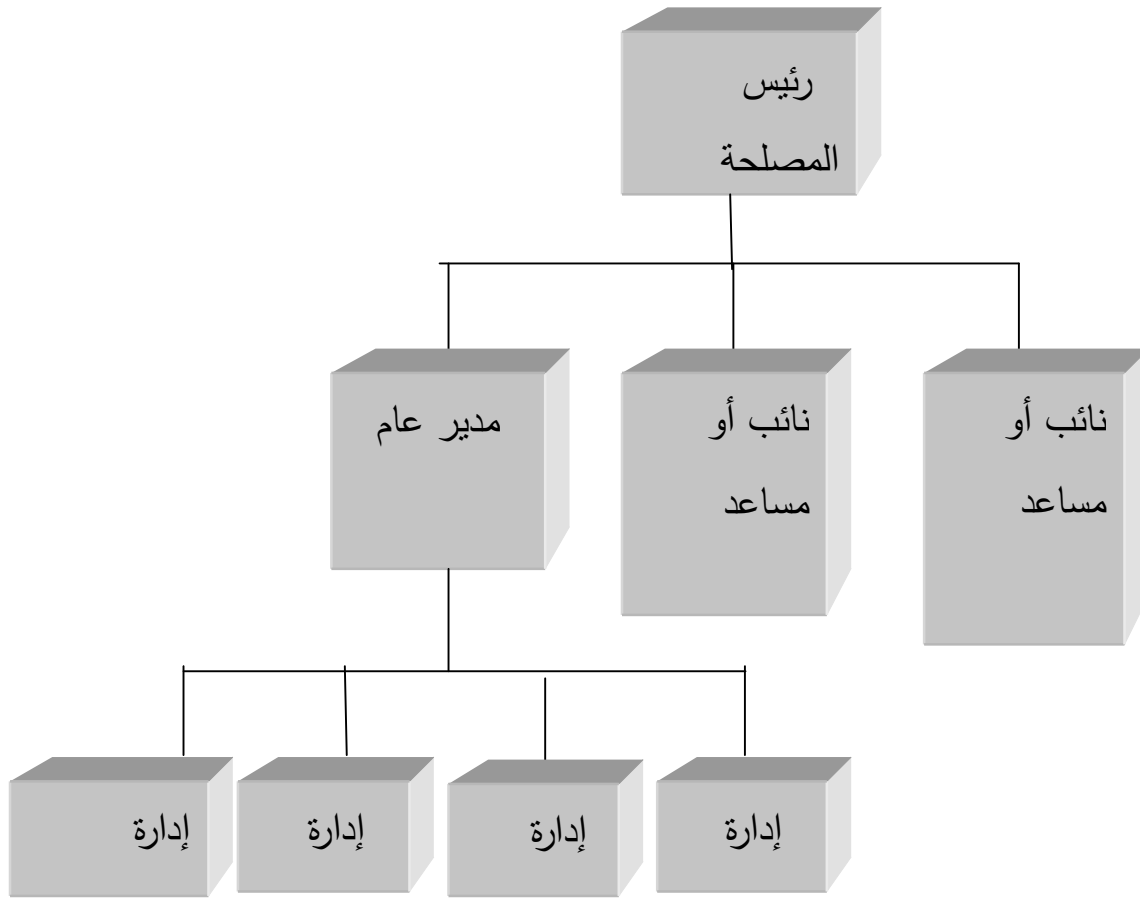 رئيس
المصلحة
نائب أو
مساعد
نائب أو
مساعد
مدير عام
إدارة
إدارة
إدارة
إدارة